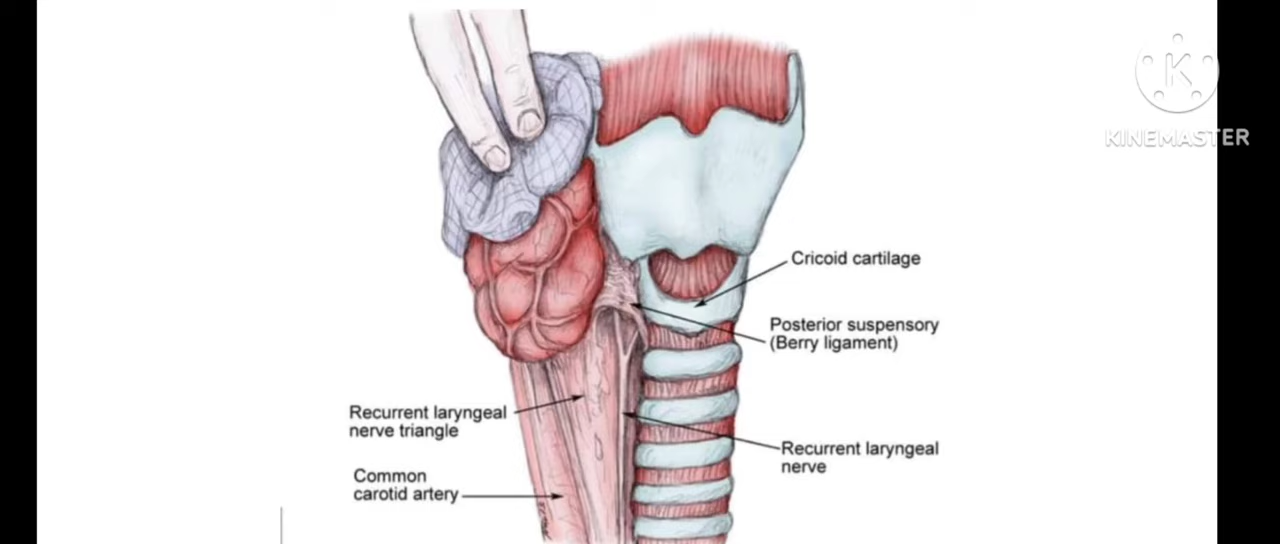 K
KINEMASTER
Cricoid cartilage
Posterior suspensory
(Berry ligament)
Recurrent laryngeal
nerve triangle
Recurrent laryngeal
nerve
Common
carotid artery